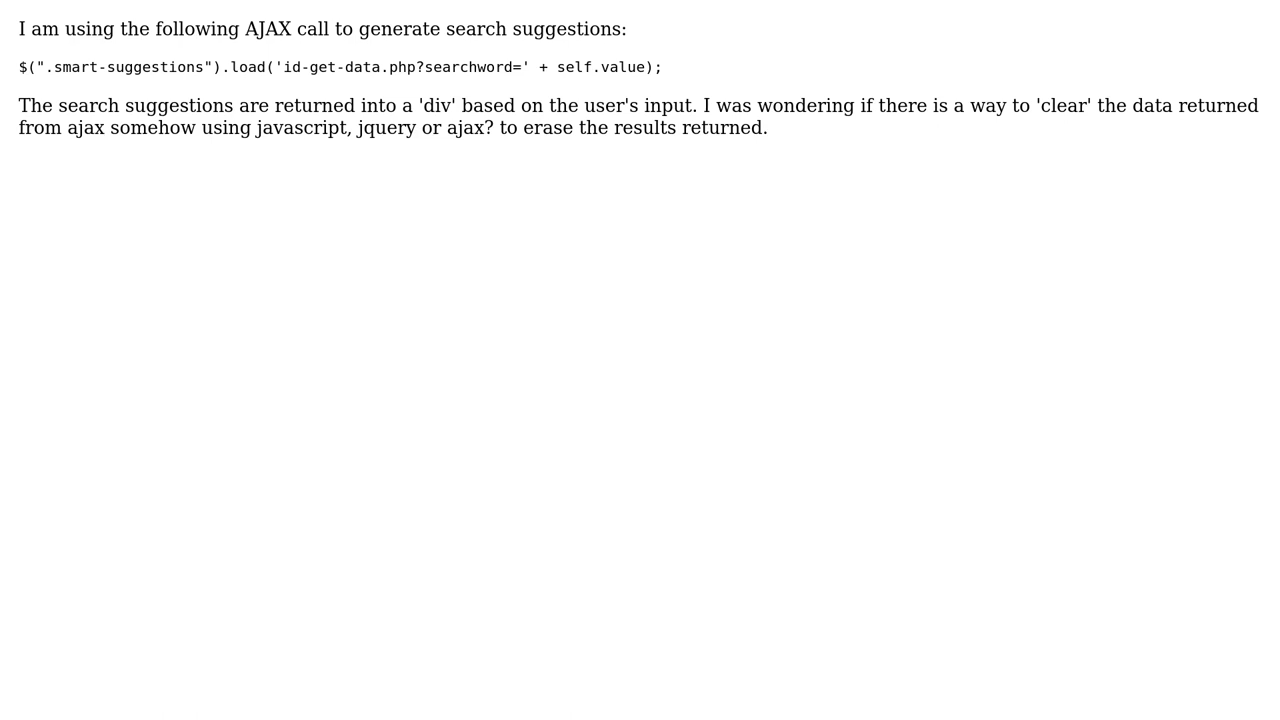 I am using the following AJAX call to generate search suggestions:
$(".smart-suggestions").load('id-get-data.php?searchword=' + self.value);
The search suggestions are returned into a 'div' based on the user's input. I was wondering if there is a way to 'clear' the data returned
from ajax somehow using javascript, jquery or ajax? to erase the results returned.